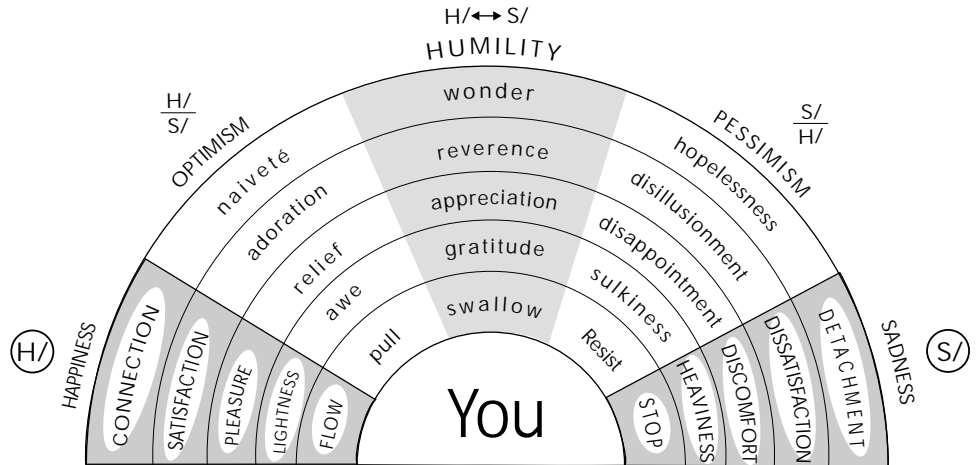 H/ ↔ S/
HUMILITY
H/
S/
OPTIMISM
S/
H/
PESSIMISM
wonder
reverence
appreciation
gratitude
swallow
naiveté
adoration
relief
awe
pull
hopelessness
disillusionment
disappointment
sulkiness
Resist
H/
HAPPINESS
CONNECTION
SATISFACTION
PLEASURE
LIGHTNESS
FLOW
You
STOP
HEAVINESS
DISCOMFORT
DISSATISFACTION
DETACHMENT
SADNESS
S/